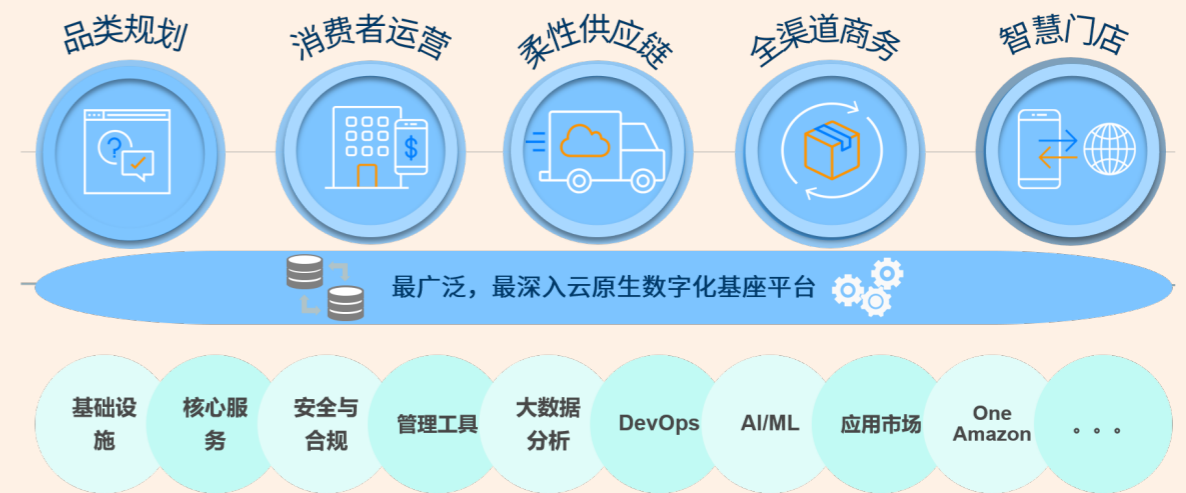 品类规划
消费者运营
柔性供应链
全渠道商务
智慧门店
?
$
最广泛，最深入云原生数字化基座平台
基础设
施
核心服
务
安全与
合规
管理工具
大数据
分析
DevOps
AI/ML
应用市场
One
Amazon
。。。